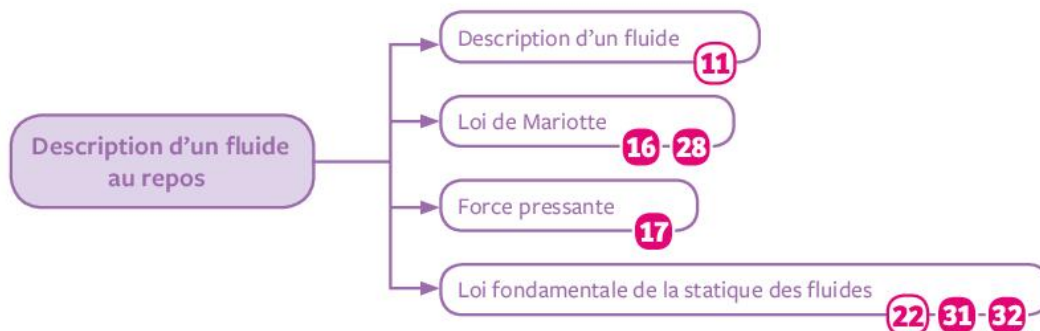 Description d'un fluide
11
Loi de Mariotte
16 - 28
Description d'un fluide
au repos
Force pressante
17
Loi fondamentale de la statique des fluides
22 - 31 - 32